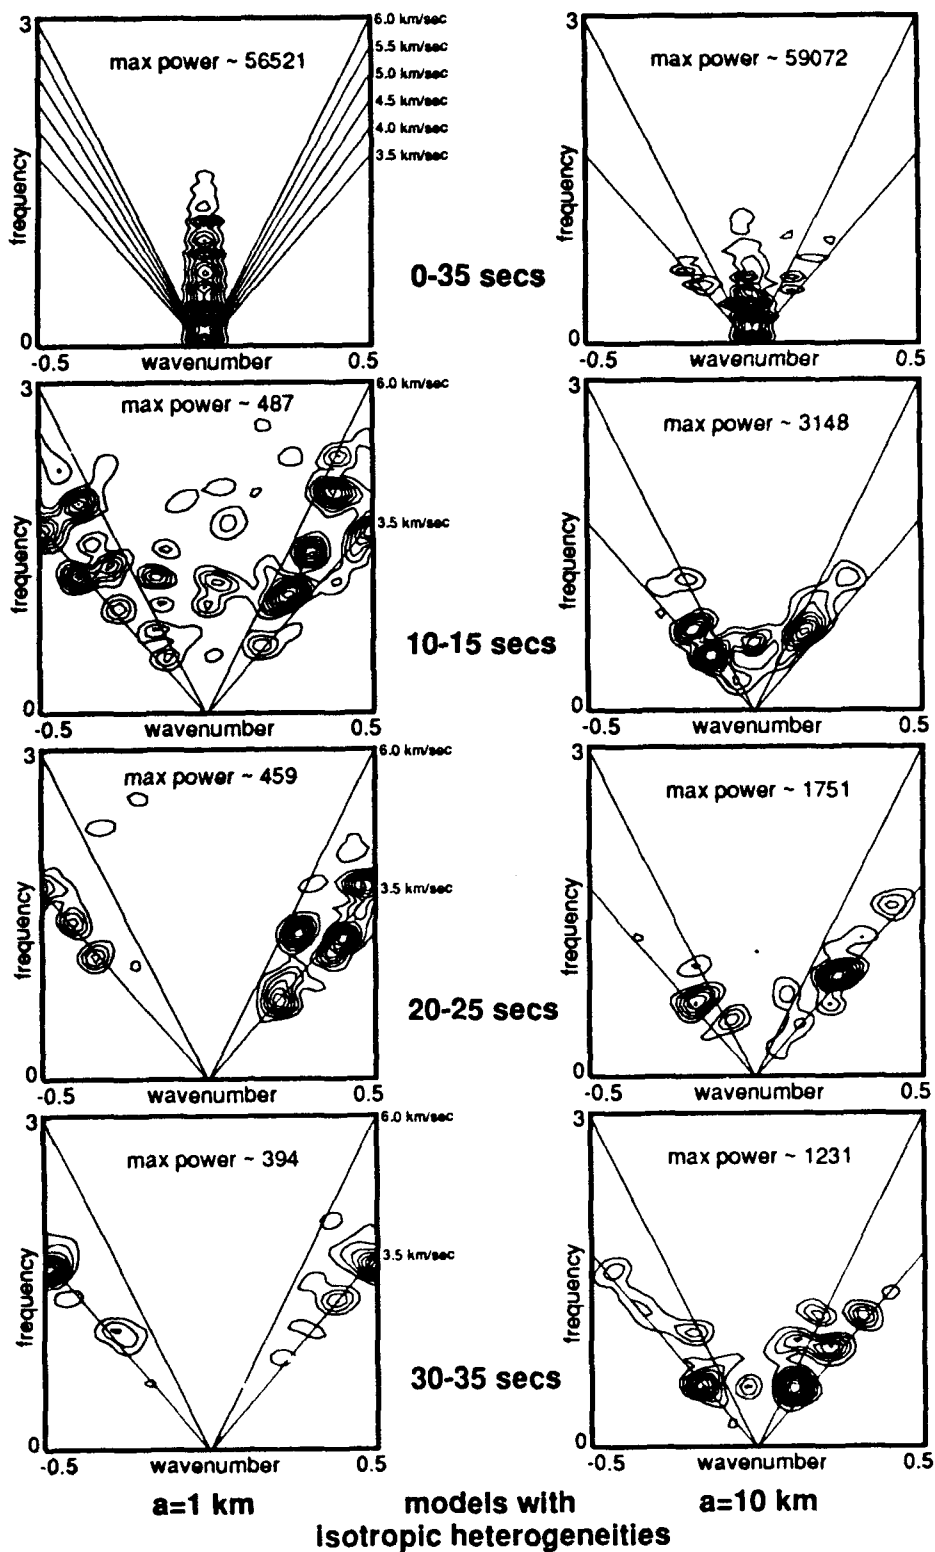 3
max power ~ 56521
6.0 km/sec
5.5 km/sec
5.0 km/sec
4.5 km/sec
4.0 km/sec
3.5 km/sec
frequency
0
-0.5
wavenumber
0.5
3
max power ~ 59072
frequency
0
-0.5
wavenumber
0.5
0-35 secs
3
max power ~ 487
6.0 km/sec
3.5 km/sec
frequency
0
-0.5
wavenumber
0.5
3
max power ~ 3148
frequency
0
-0.5
wavenumber
0.5
10-15 secs
3
max power ~ 459
6.0 km/sec
3.5 km/sec
frequency
0
-0.5
wavenumber
0.5
3
max power ~ 1751
frequency
0
-0.5
wavenumber
0.5
20-25 secs
3
max power ~ 394
6.0 km/sec
3.5 km/sec
frequency
0
-0.5
wavenumber
0.5
3
max power ~ 1231
frequency
0
-0.5
wavenumber
0.5
30-35 secs
a=1 km
models with
isotropic heterogeneities
a=10 km